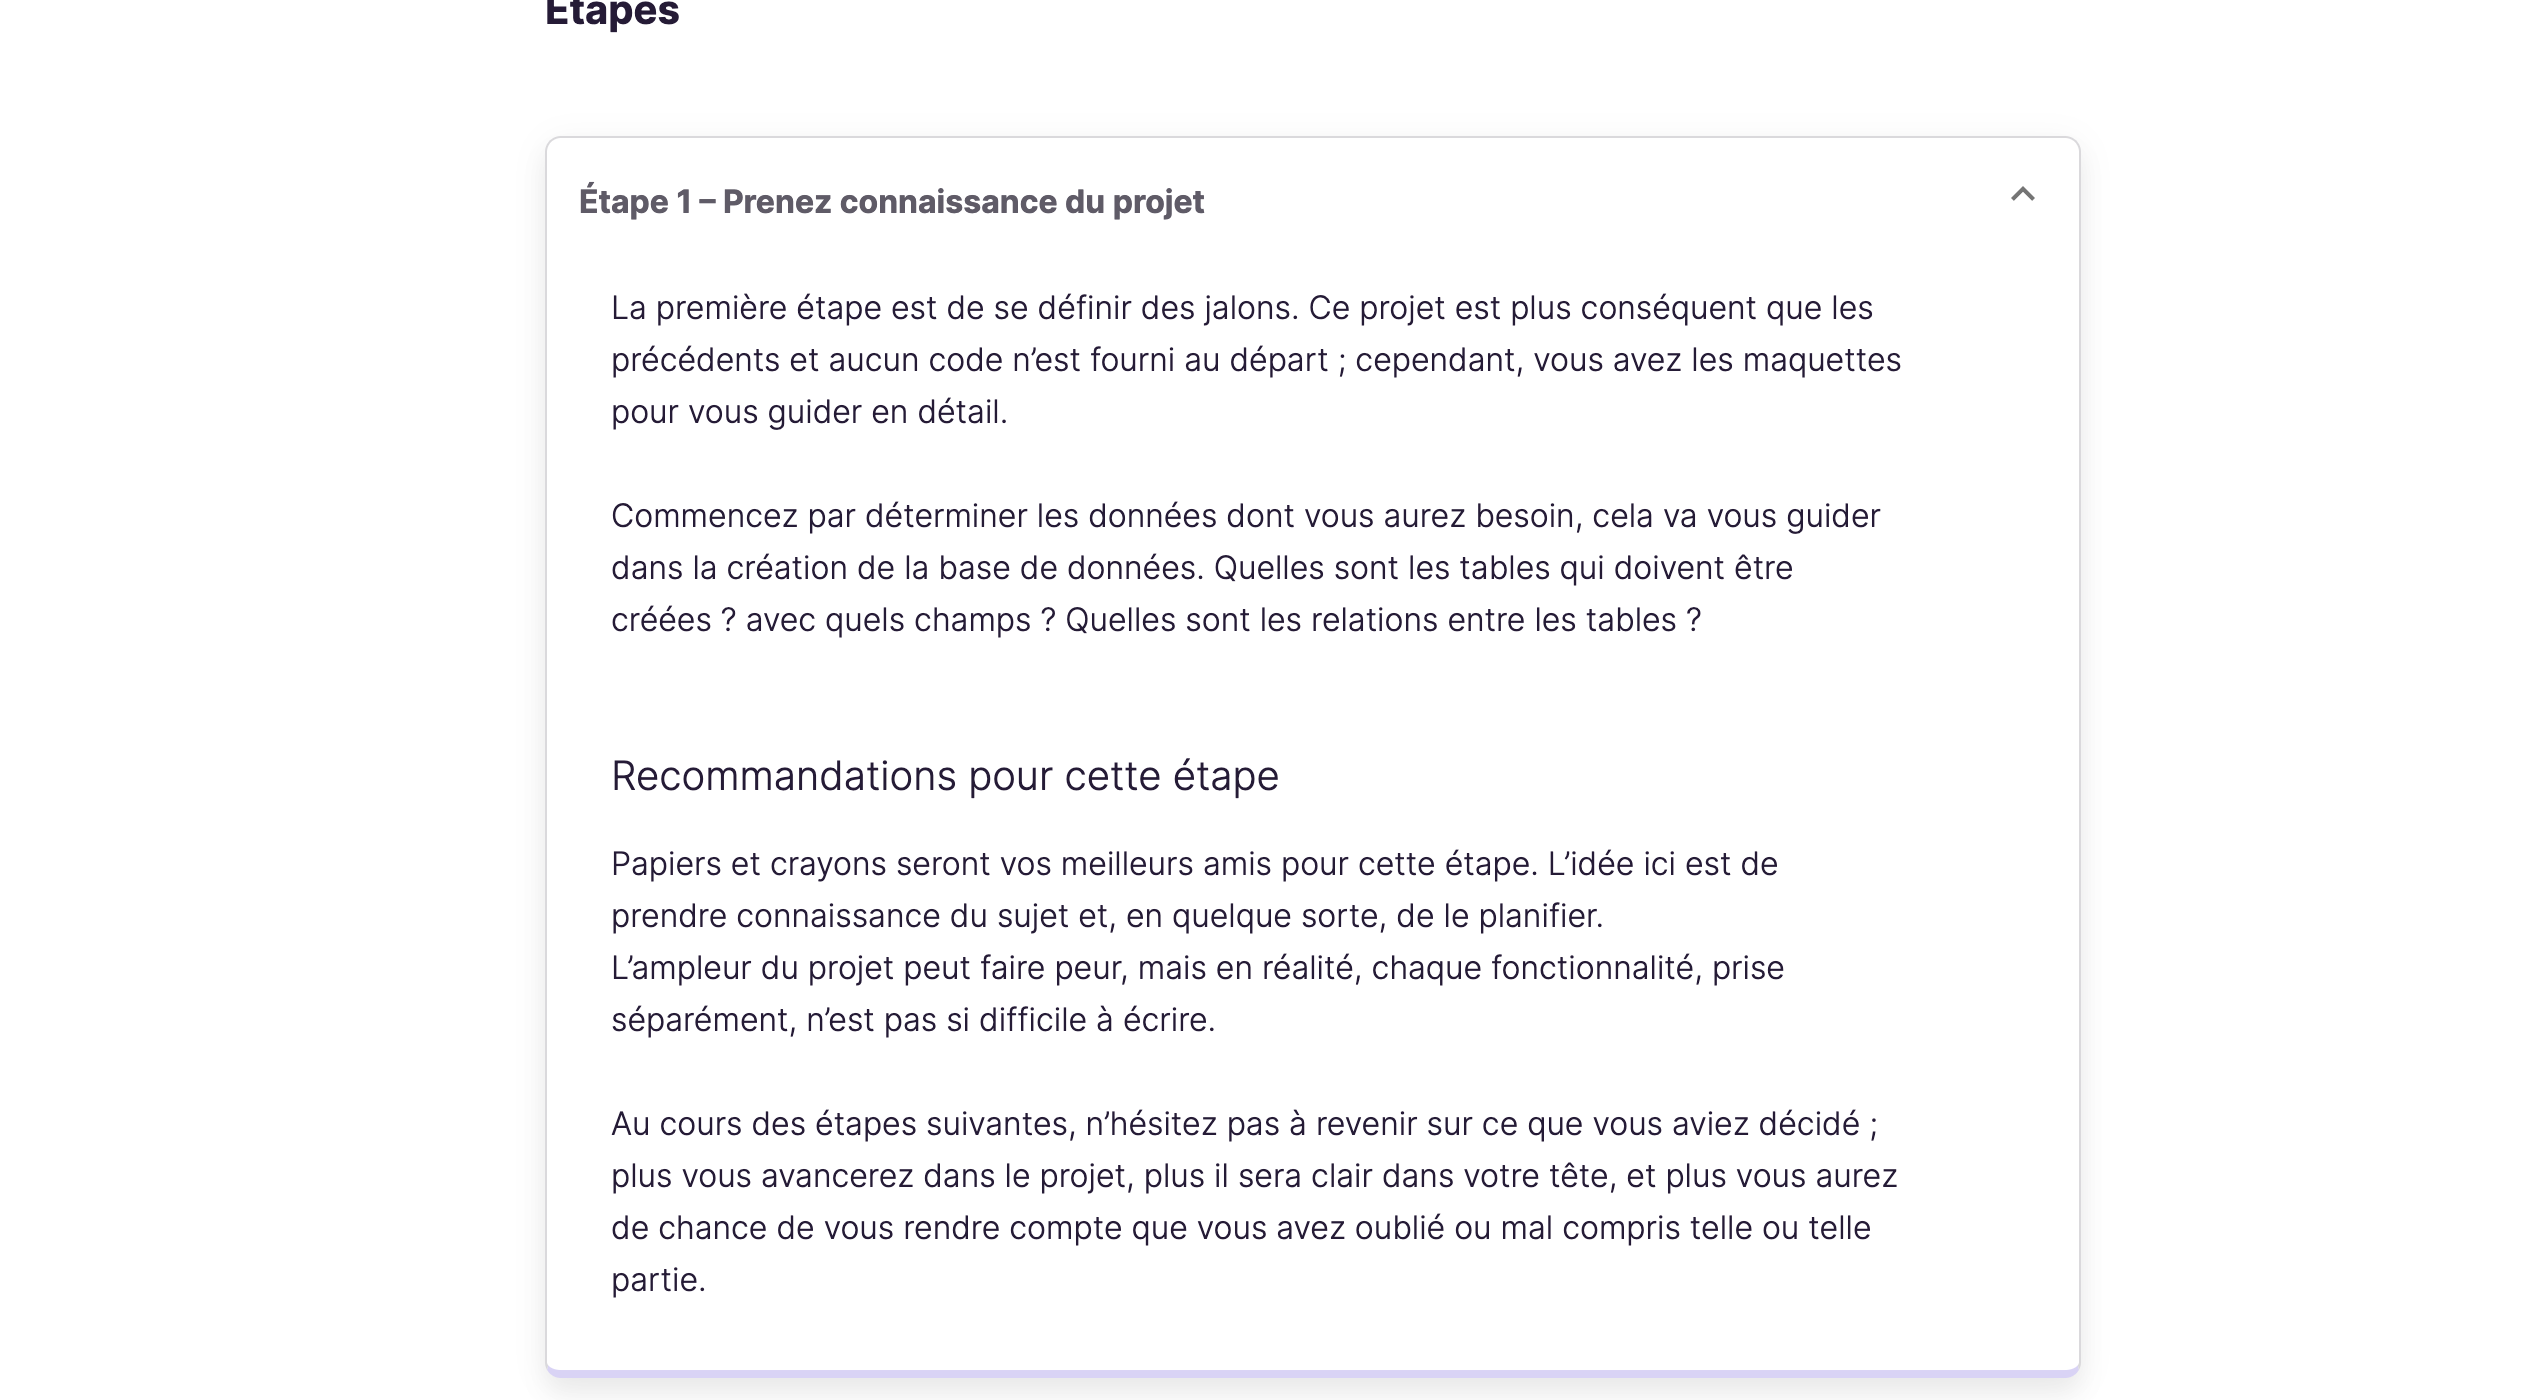 Étapes
Étape 1 – Prenez connaissance du projet
La première étape est de se définir des jalons. Ce projet est plus conséquent que les
précédents et aucun code n’est fourni au départ ; cependant, vous avez les maquettes
pour vous guider en détail.
Commencez par déterminer les données dont vous aurez besoin, cela va vous guider
dans la création de la base de données. Quelles sont les tables qui doivent être
créées ? avec quels champs ? Quelles sont les relations entre les tables ?
Recommandations pour cette étape
Papiers et crayons seront vos meilleurs amis pour cette étape. L’idée ici est de
prendre connaissance du sujet et, en quelque sorte, de le planifier.
L’ampleur du projet peut faire peur, mais en réalité, chaque fonctionnalité, prise
séparément, n’est pas si difficile à écrire.
Au cours des étapes suivantes, n’hésitez pas à revenir sur ce que vous aviez décidé ;
plus vous avancerez dans le projet, plus il sera clair dans votre tête, et plus vous aurez
de chance de vous rendre compte que vous avez oublié ou mal compris telle ou telle
partie.